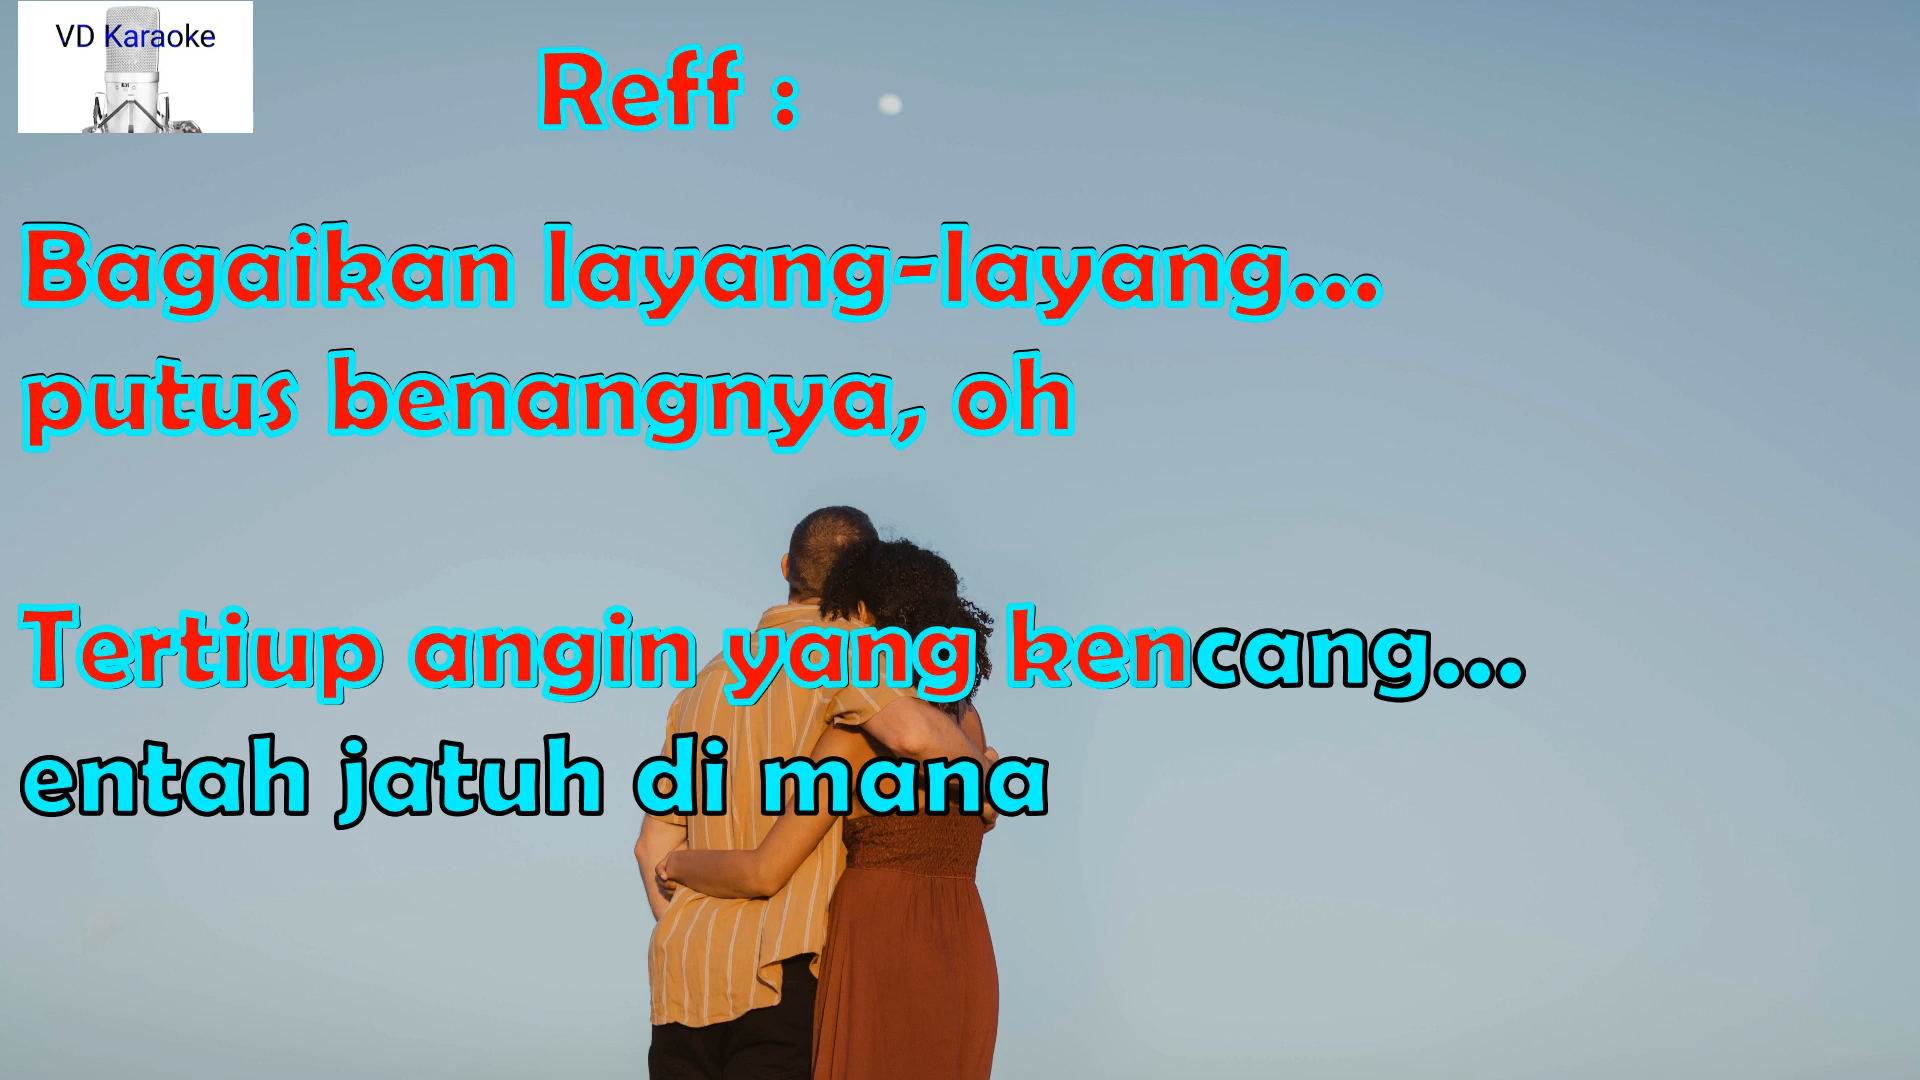 VD Karaoke
Reff :
Bagaikan layang-layang...
putus benangnya, oh
Tertiup angin yang kencang...
entah jatuh di mana